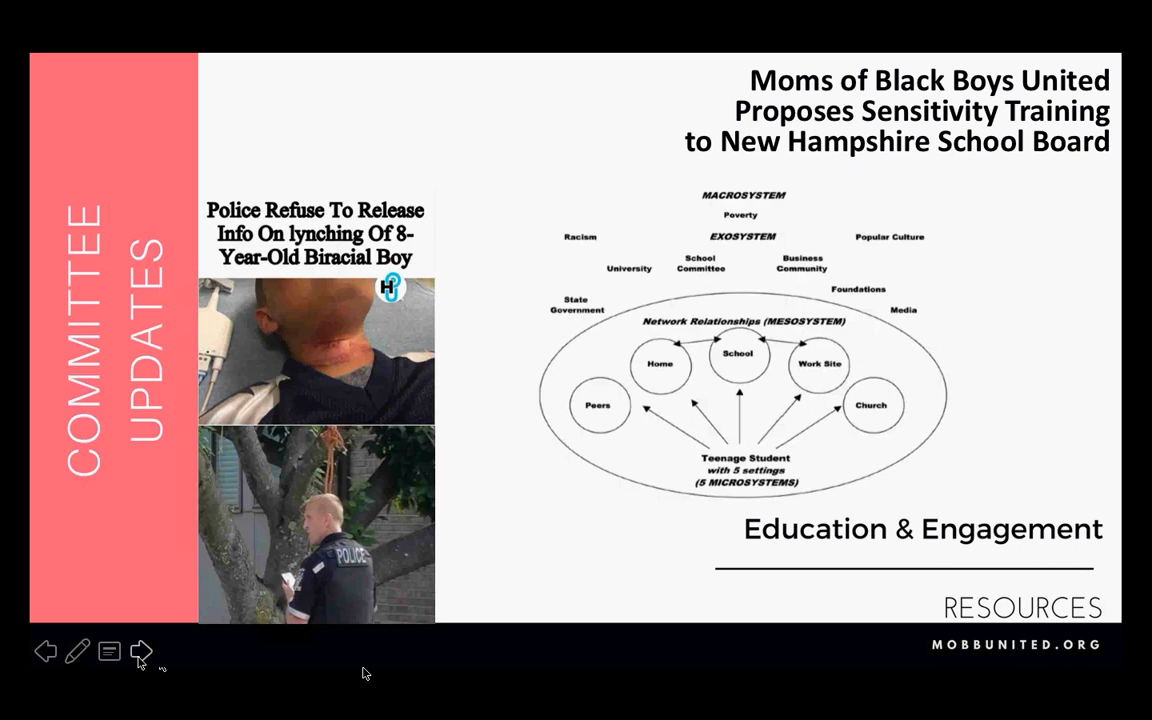 COMMITTEE
UPDATES
Moms of Black Boys United
Proposes Sensitivity Training
to New Hampshire School Board
Police Refuse To Release
Info On lynching Of 8-
Year-Old Biracial Boy
H
POLICE
MACROSYSTEM
Poverty
Racism
EXOSYSTEM
Popular Culture
University
School
Committee
Business
Community
Foundations
State
Government
Media
Network Relationships (MESOSYSTEM)
Home
School
Work Site
Peers
Church
Teenage Student
with 5 settings
(5 MICROSYSTEMS)
Education & Engagement
RESOURCES
MOBBUNITED.ORG